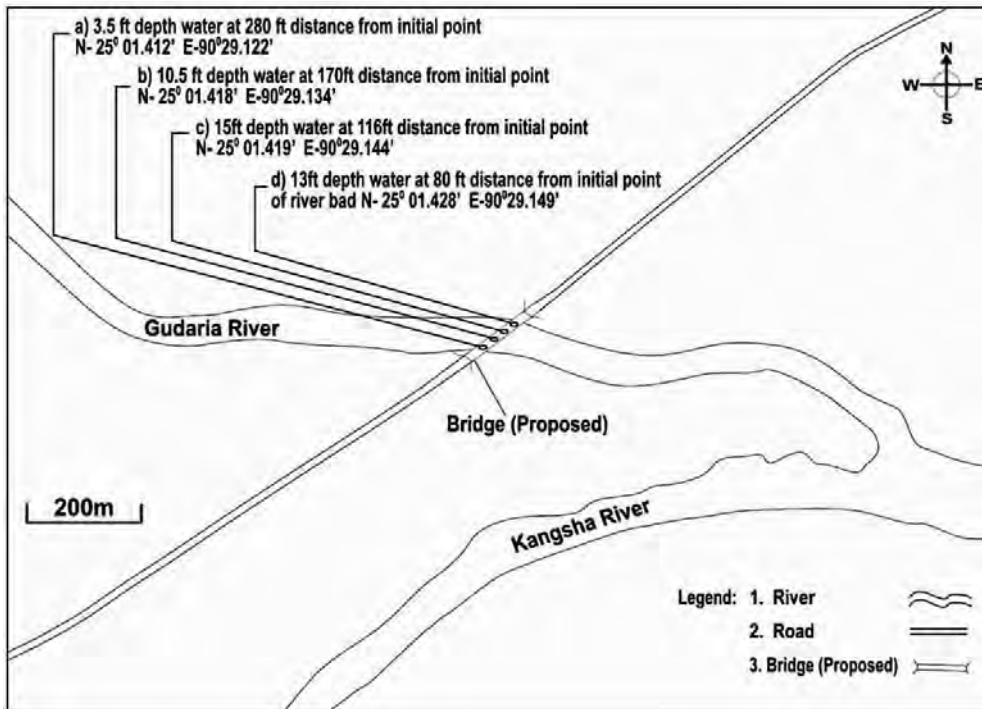 a) 3.5 ft depth water at 280 ft distance from initial point
N- 25⁰ 01.412' E-90⁰29.122'
b) 10.5 ft depth water at 170ft distance from initial point
N- 25⁰ 01.418' E-90⁰29.134'
c) 15ft depth water at 116ft distance from initial point
N- 25⁰ 01.419' E-90⁰29.144'
d) 13ft depth water at 80 ft distance from initial point
of river bad N- 25⁰ 01.428' E-90⁰29.149'
N
W E
S
Gudaria River
Bridge (Proposed)
200m
Kangsha River
Legend: 1. River
2. Road
3. Bridge (Proposed)